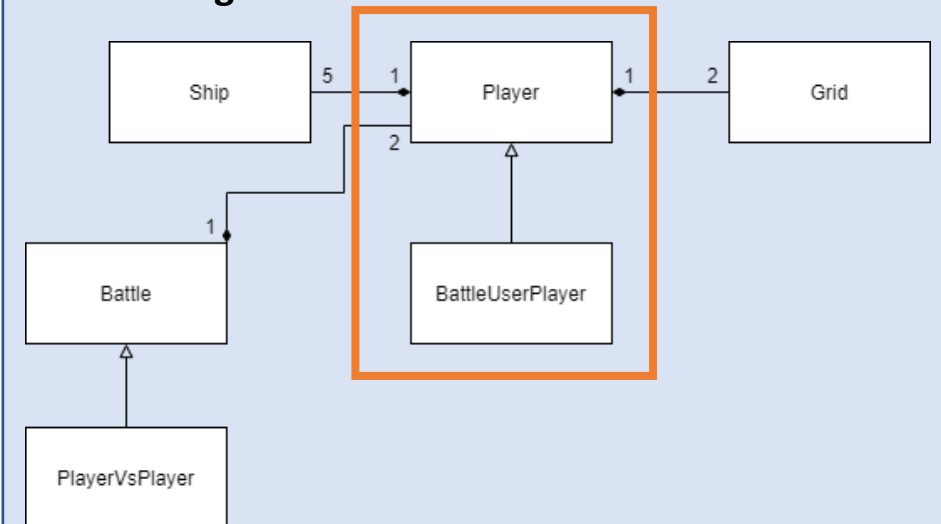 5
1
1
2
Ship
Player
Grid
2
1
Battle
BattleUserPlayer
PlayerVsPlayer